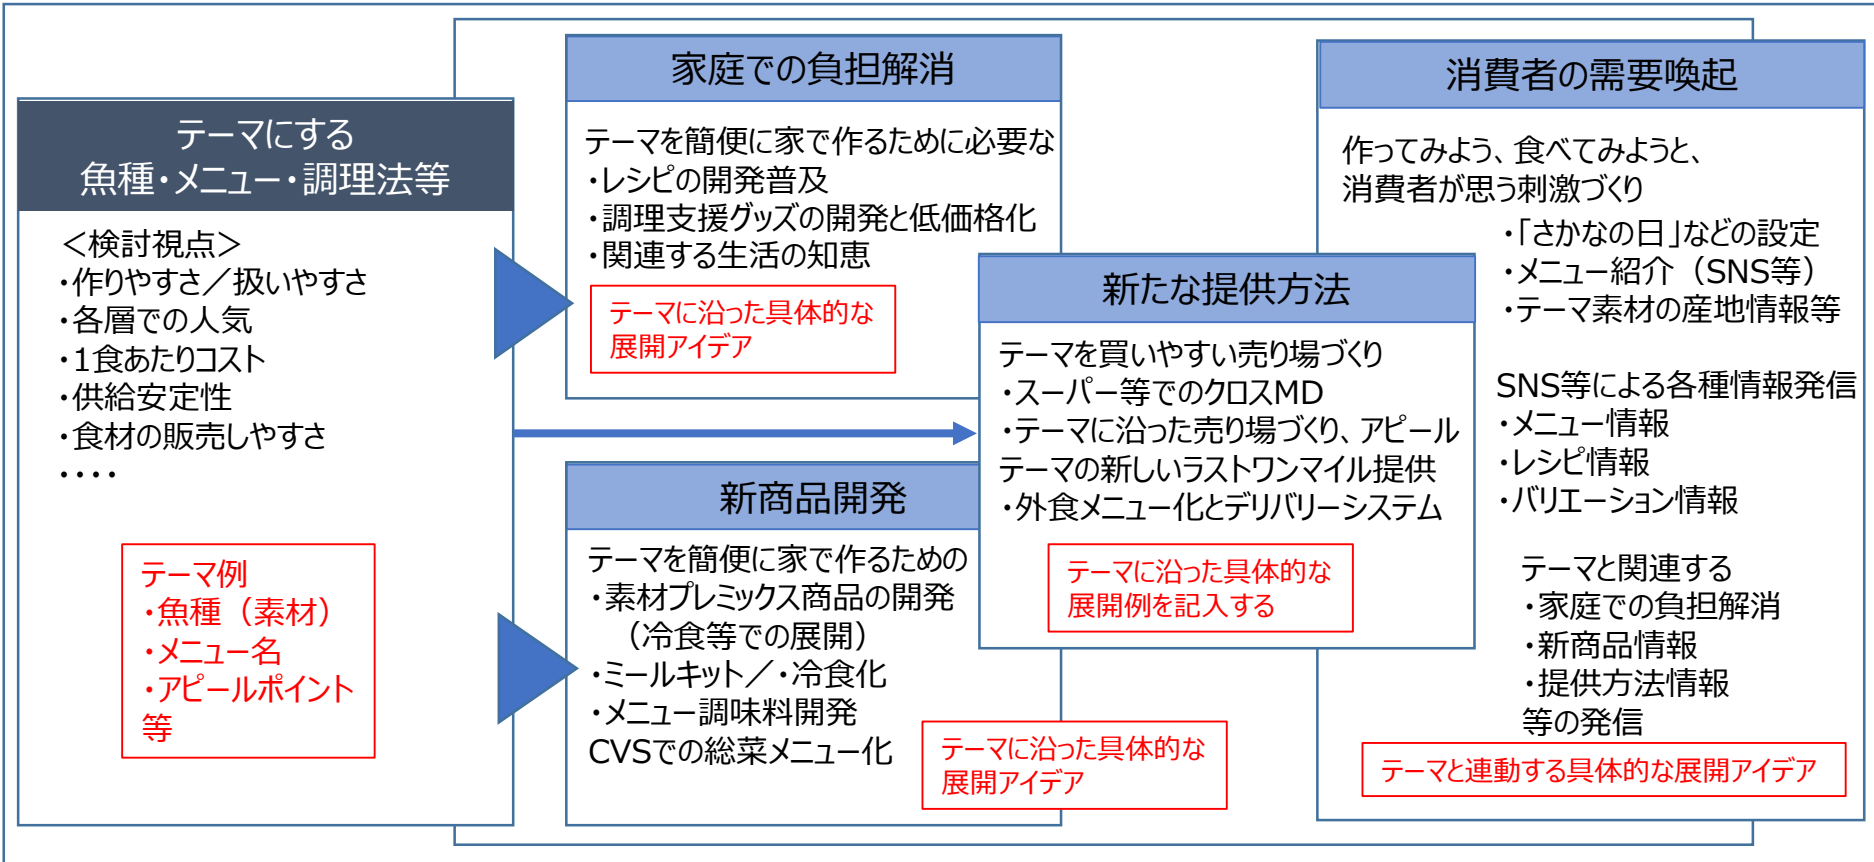 テーマにする
魚種・メニュー・調理法等
＜検討視点＞
・作りやすさ／扱いやすさ
・各層での人気
・1食あたりコスト
・供給安定性
・食材の販売しやすさ
・・・・
テーマ例
・魚種（素材）
・メニュー名
・アピールポイント
等
家庭での負担解消
テーマを簡便に家で作るために必要な
・レシピの開発普及
・調理支援グッズの開発と低価格化
・関連する生活の知恵
テーマに沿った具体的な
展開アイデア
新商品開発
テーマを簡便に家で作るための
・素材プレミックス商品の開発
（冷食等での展開）
・ミールキット／・冷食化
・メニュー調味料開発
CVSでの総菜メニュー化
テーマに沿った具体的な
展開アイデア
新たな提供方法
テーマを買いやすい売り場づくり
・スーパー等でのクロスMD
・テーマに沿った売り場づくり、アピール
テーマの新しいラストワンマイル提供
・外食メニュー化とデリバリーシステム
テーマに沿った具体的な
展開例を記入する
消費者の需要喚起
作ってみよう、食べてみようと、
消費者が思う刺激づくり
・「さかなの日」などの設定
・メニュー紹介（SNS等）
・テーマ素材の産地情報等
SNS等による各種情報発信
・メニュー情報
・レシピ情報
・バリエーション情報
テーマと関連する
・家庭での負担解消
・新商品情報
・提供方法情報
等の発信
テーマと連動する具体的な展開アイデア